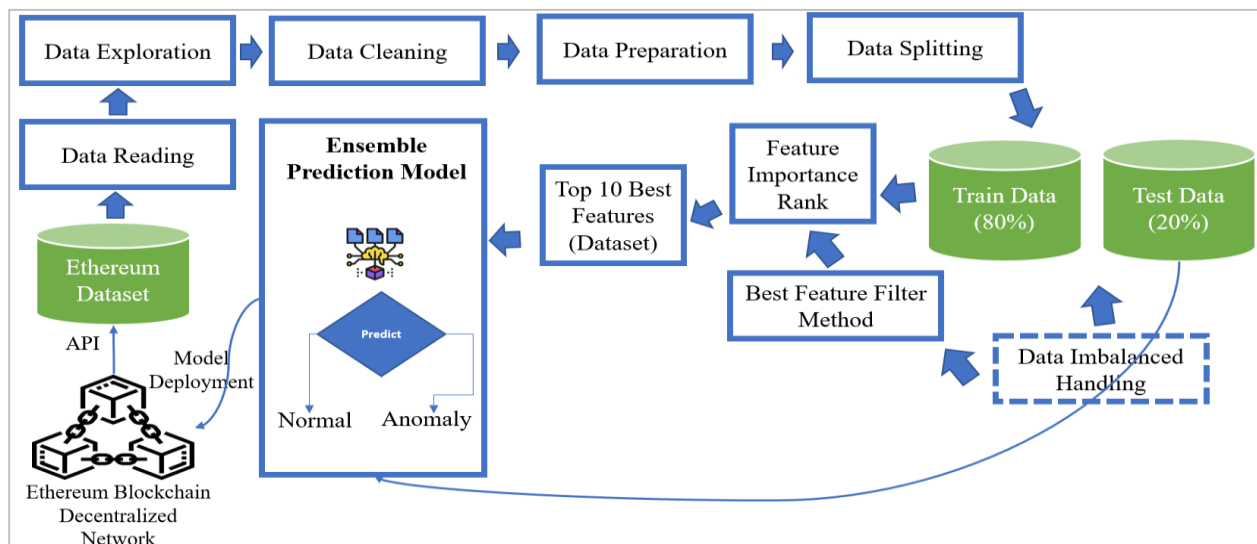 Data Exploration
Data Cleaning
Data Preparation
Data Splitting
Data Reading
Ensemble
Prediction Model
Top 10 Best
Features
(Dataset)
Feature
Importance
Rank
Train Data
(80%)
Test Data
(20%)
Ethereum
Dataset
Best Feature Filter
Method
API
Model
Deployment
Predict
Data Imbalanced
Handling
Normal
Anomaly
Ethereum Blockchain
Decentralized
Network